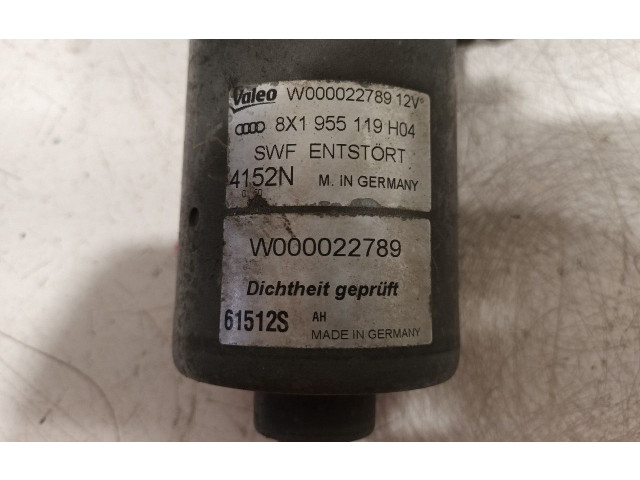 Valeo W000022789 12V
8X1 955 119 H04
SWF ENTSTÖRT
4152N M. IN GERMANY
W000022789
Dichtheit geprüft
61512S AH MADE IN GERMANY